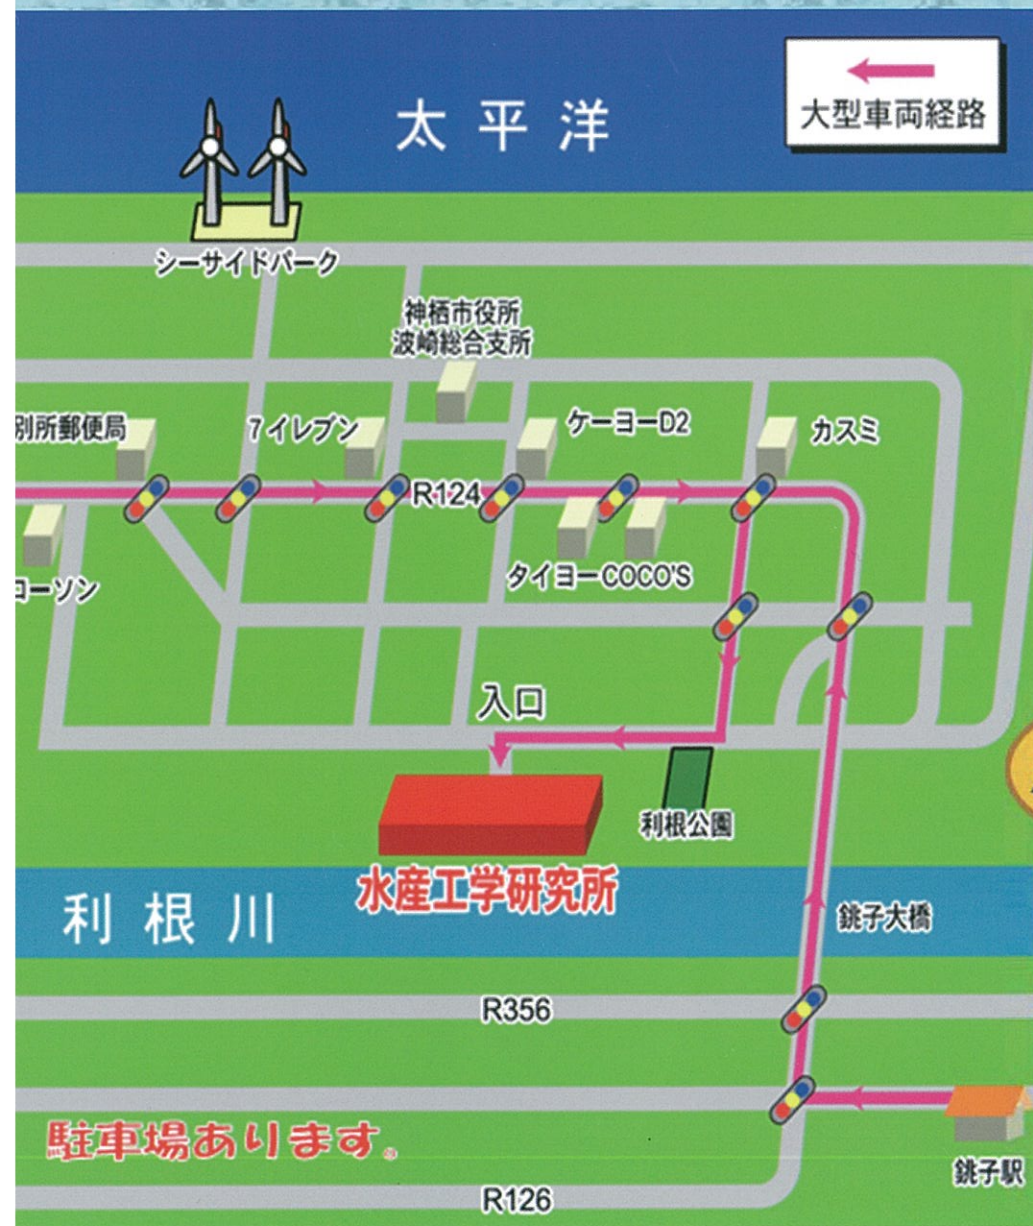 太平洋
大型車両経路
シーサイドパーク
神栖市役所
波崎総合支所
別所郵便局
7イレブン
ケーヨーD2
カスミ
R124
ローソン
タイヨー
COCO'S
入口
利根公園
水産工学研究所
利根川
銚子大橋
R356
駐車場あります。
銚子駅
R126